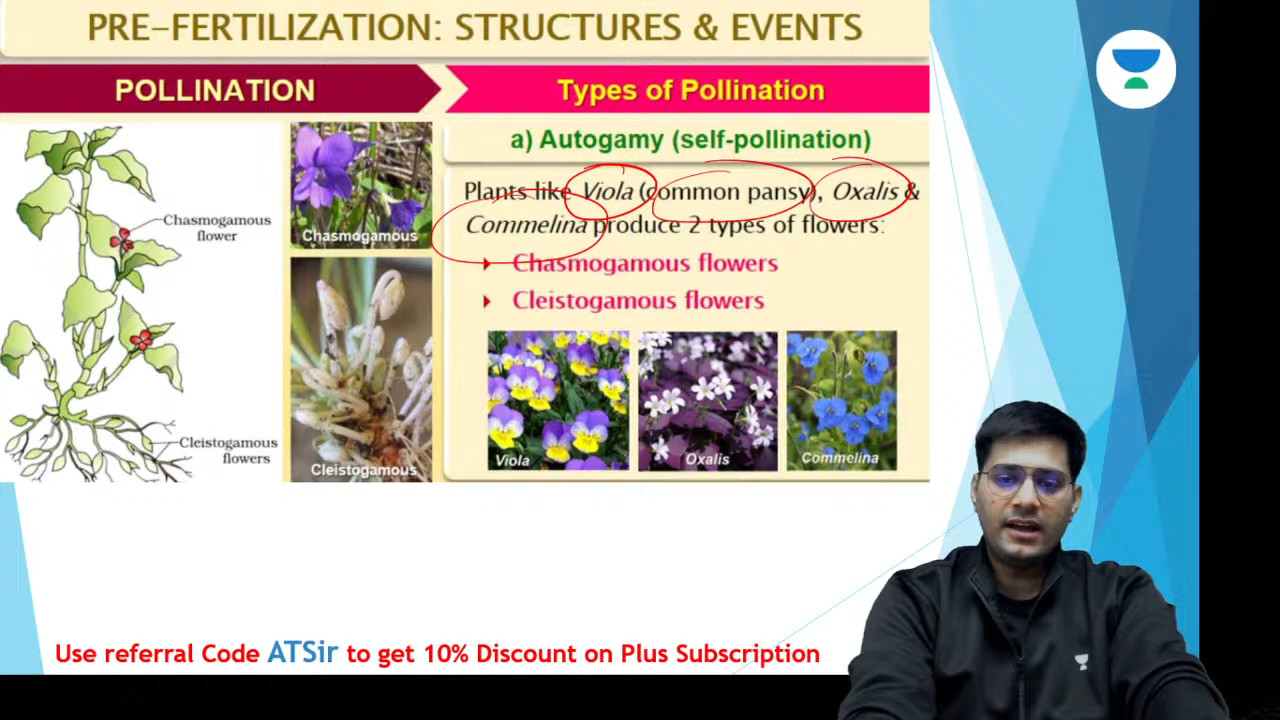 PRE-FERTILIZATION: STRUCTURES & EVENTS
POLLINATION
Types of Pollination
Chasmogamous
flower
Cleistogamous
flowers
Chasmogamous
Cleistogamous
a) Autogamy (self-pollination)
Plants like Viola (common pansy), Oxalis &
Commelina produce 2 types of flowers:
Chasmogamous flowers
Cleistogamous flowers
Viola
Oxalis
Commelina
Use referral Code ATSir to get 10% Discount on Plus Subscription